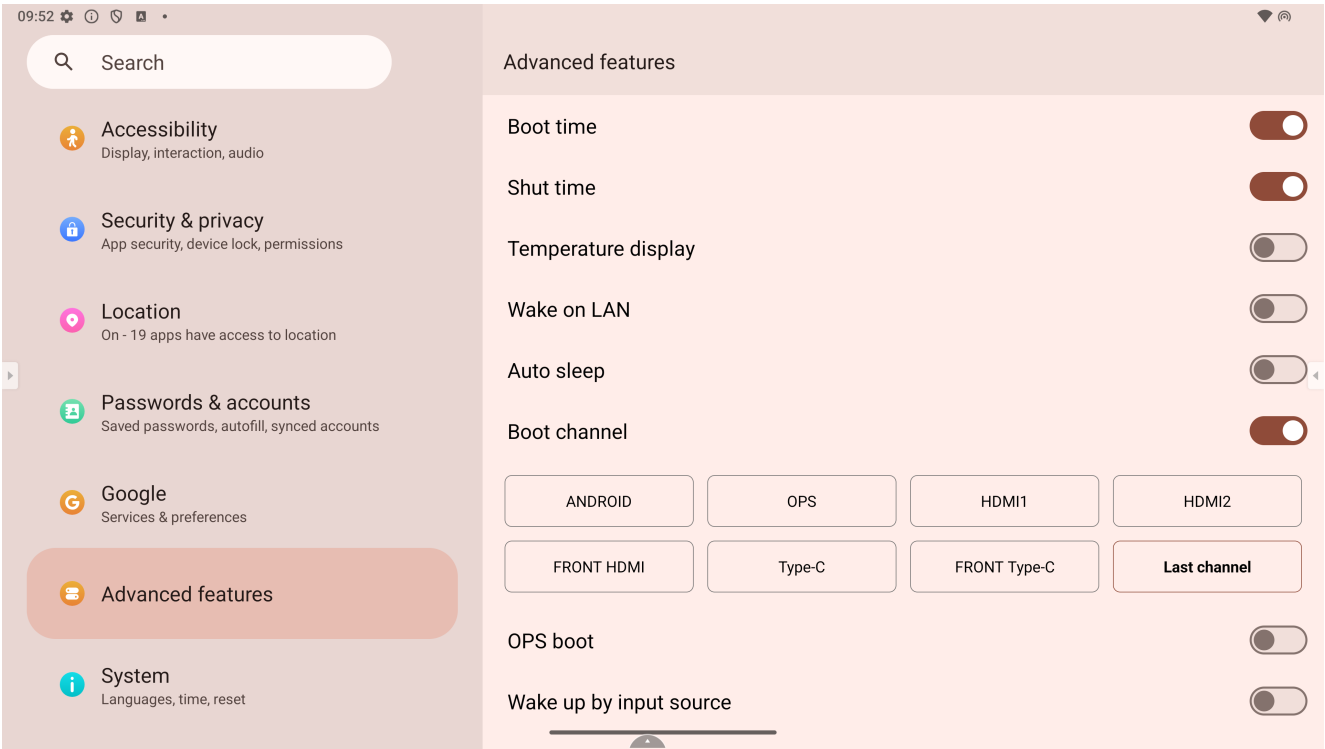 09:52
Search
Accessibility
Display, interaction, audio
Security & privacy
App security, device lock, permissions
Location
On - 19 apps have access to location
Passwords & accounts
Saved passwords, autofill, synced accounts
Google
Services & preferences
Advanced features
System
Languages, time, reset
Advanced features
Boot time
Shut time
Temperature display
Wake on LAN
Auto sleep
Boot channel
ANDROID
OPS
HDMI1
HDMI2
FRONT HDMI
Type-C
FRONT Type-C
Last channel
OPS boot
Wake up by input source